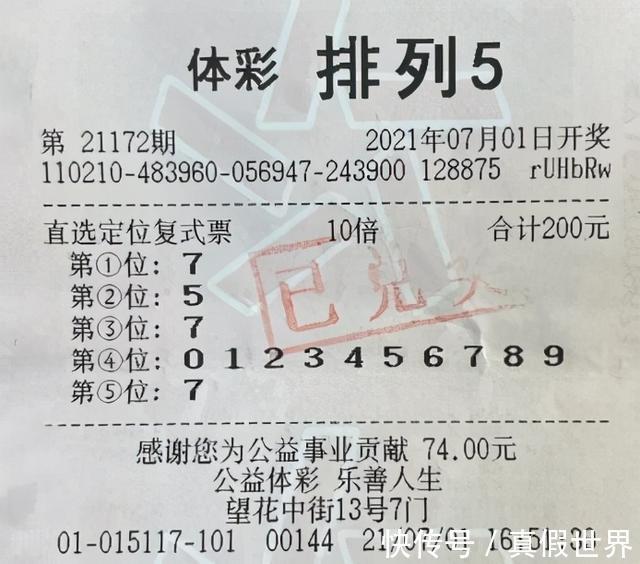 体彩 排列5
第 21172期 2021年07月01日开奖
110210-483960-056947-243900 128875 rUHbRw
直选定位复式票 10倍 合计200元
第①位: 7
第②位: 5
第③位: 7
第④位: 0 1 2 3 4 5 6 7 8 9
第⑤位: 7
已兑奖
感谢您为公益事业贡献 74.00元
公益体彩 乐善人生
望花中街13号7门
01-015117-101 00144
快传号 / 真假世界